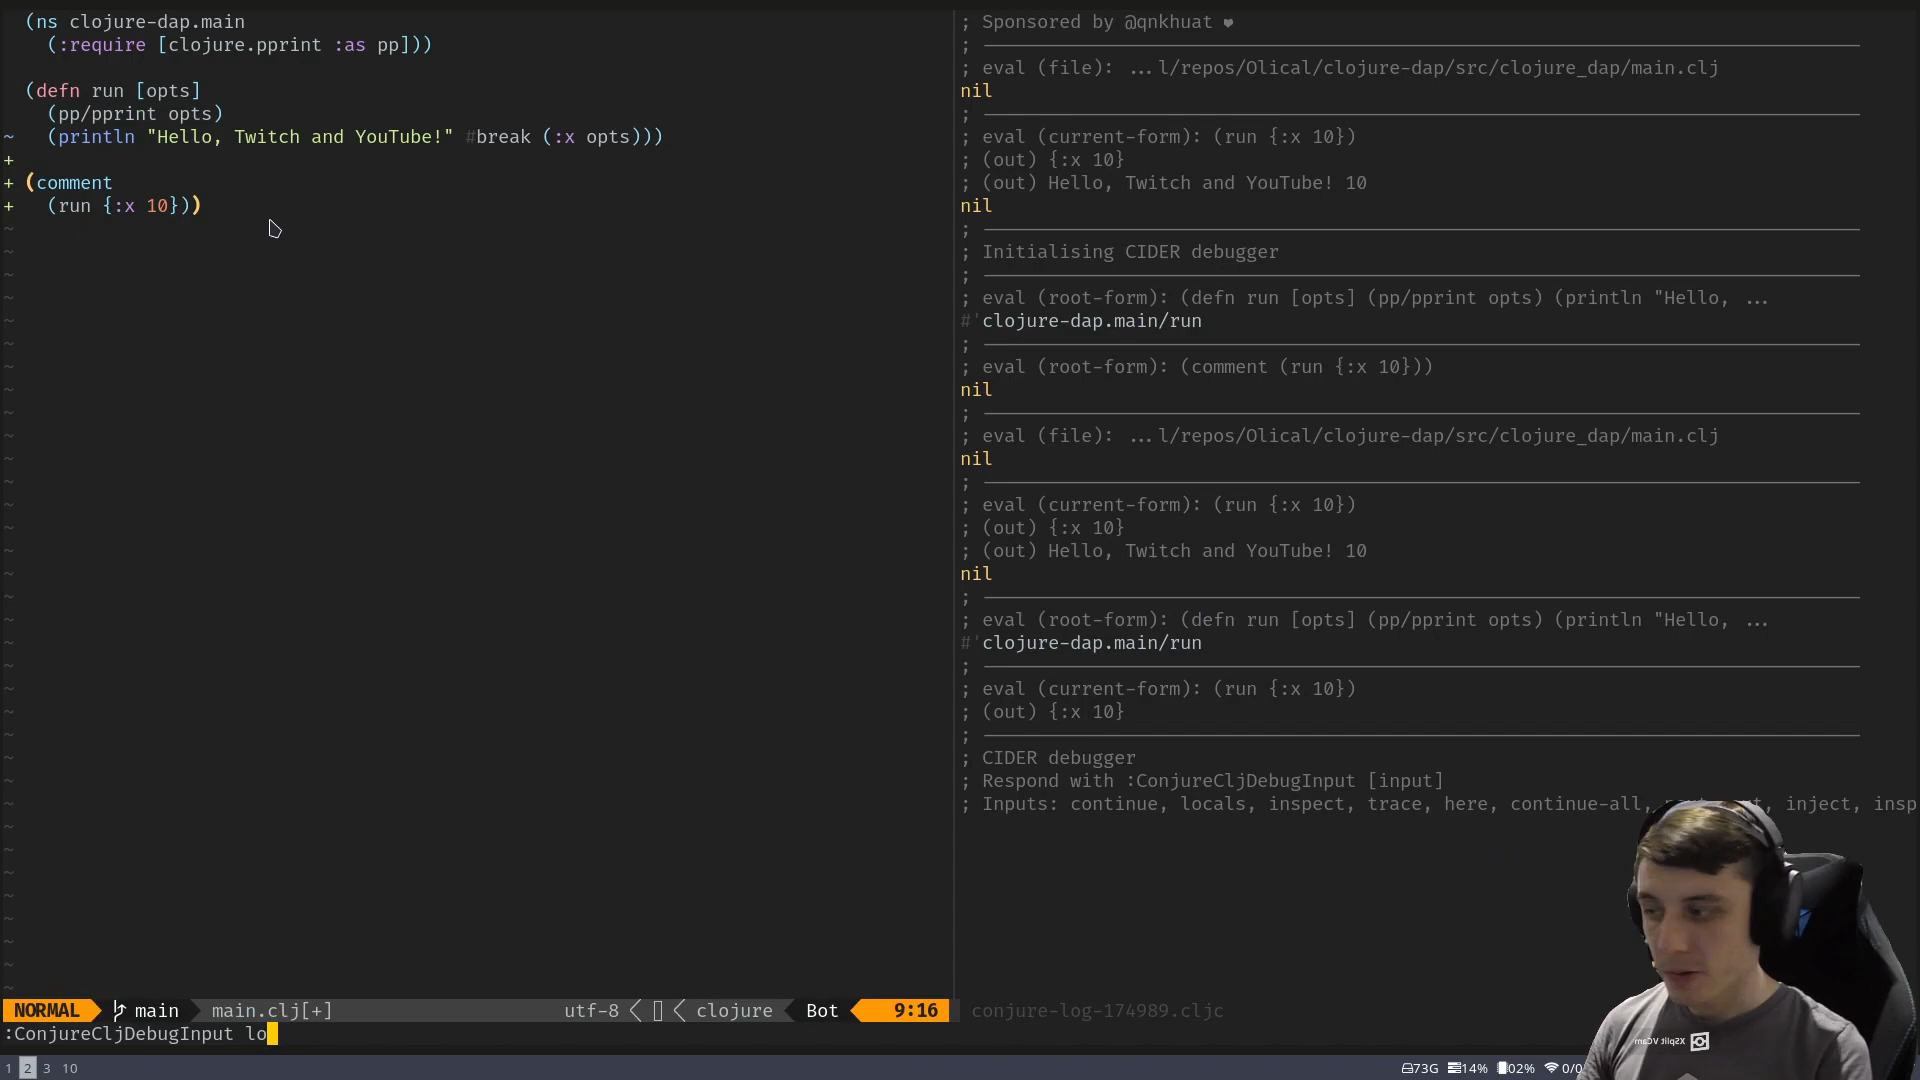 (ns clojure-dap.main
(:require [clojure.pprint :as pp]))
(defn run [opts]
(pp/pprint opts)
~ (println "Hello, Twitch and YouTube!" #break (:x opts)))
+
+ (comment
+ (run {:x 10}))
; Sponsored by @qnkhuat ❤
;
; eval (file): ...l/repos/Olical/clojure-dap/src/clojure_dap/main.clj
nil
;
; eval (current-form): (run {:x 10})
; (out) {:x 10}
; (out) Hello, Twitch and YouTube! 10
nil
;
; Initialising CIDER debugger
;
; eval (root-form): (defn run [opts] (pp/pprint opts) (println "Hello, ...
#'clojure-dap.main/run
;
; eval (root-form): (comment (run {:x 10}))
nil
;
; eval (file): ...l/repos/Olical/clojure-dap/src/clojure_dap/main.clj
nil
;
; eval (current-form): (run {:x 10})
; (out) {:x 10}
; (out) Hello, Twitch and YouTube! 10
nil
;
; eval (root-form): (defn run [opts] (pp/pprint opts) (println "Hello, ...
#'clojure-dap.main/run
;
; eval (current-form): (run {:x 10})
; (out) {:x 10}
;
; CIDER debugger
; Respond with :ConjureCljDebugInput [input]
; Inputs: continue, locals, inspect, trace, here, continue-all, inject, insp
NORMAL main main.clj[+] utf-8 clojure Bot 9:16
conjure-log-174989.cljc
:ConjureCljDebugInput lo
XSplit VCam
1 2 3 10
73G 14% 02% 0/0